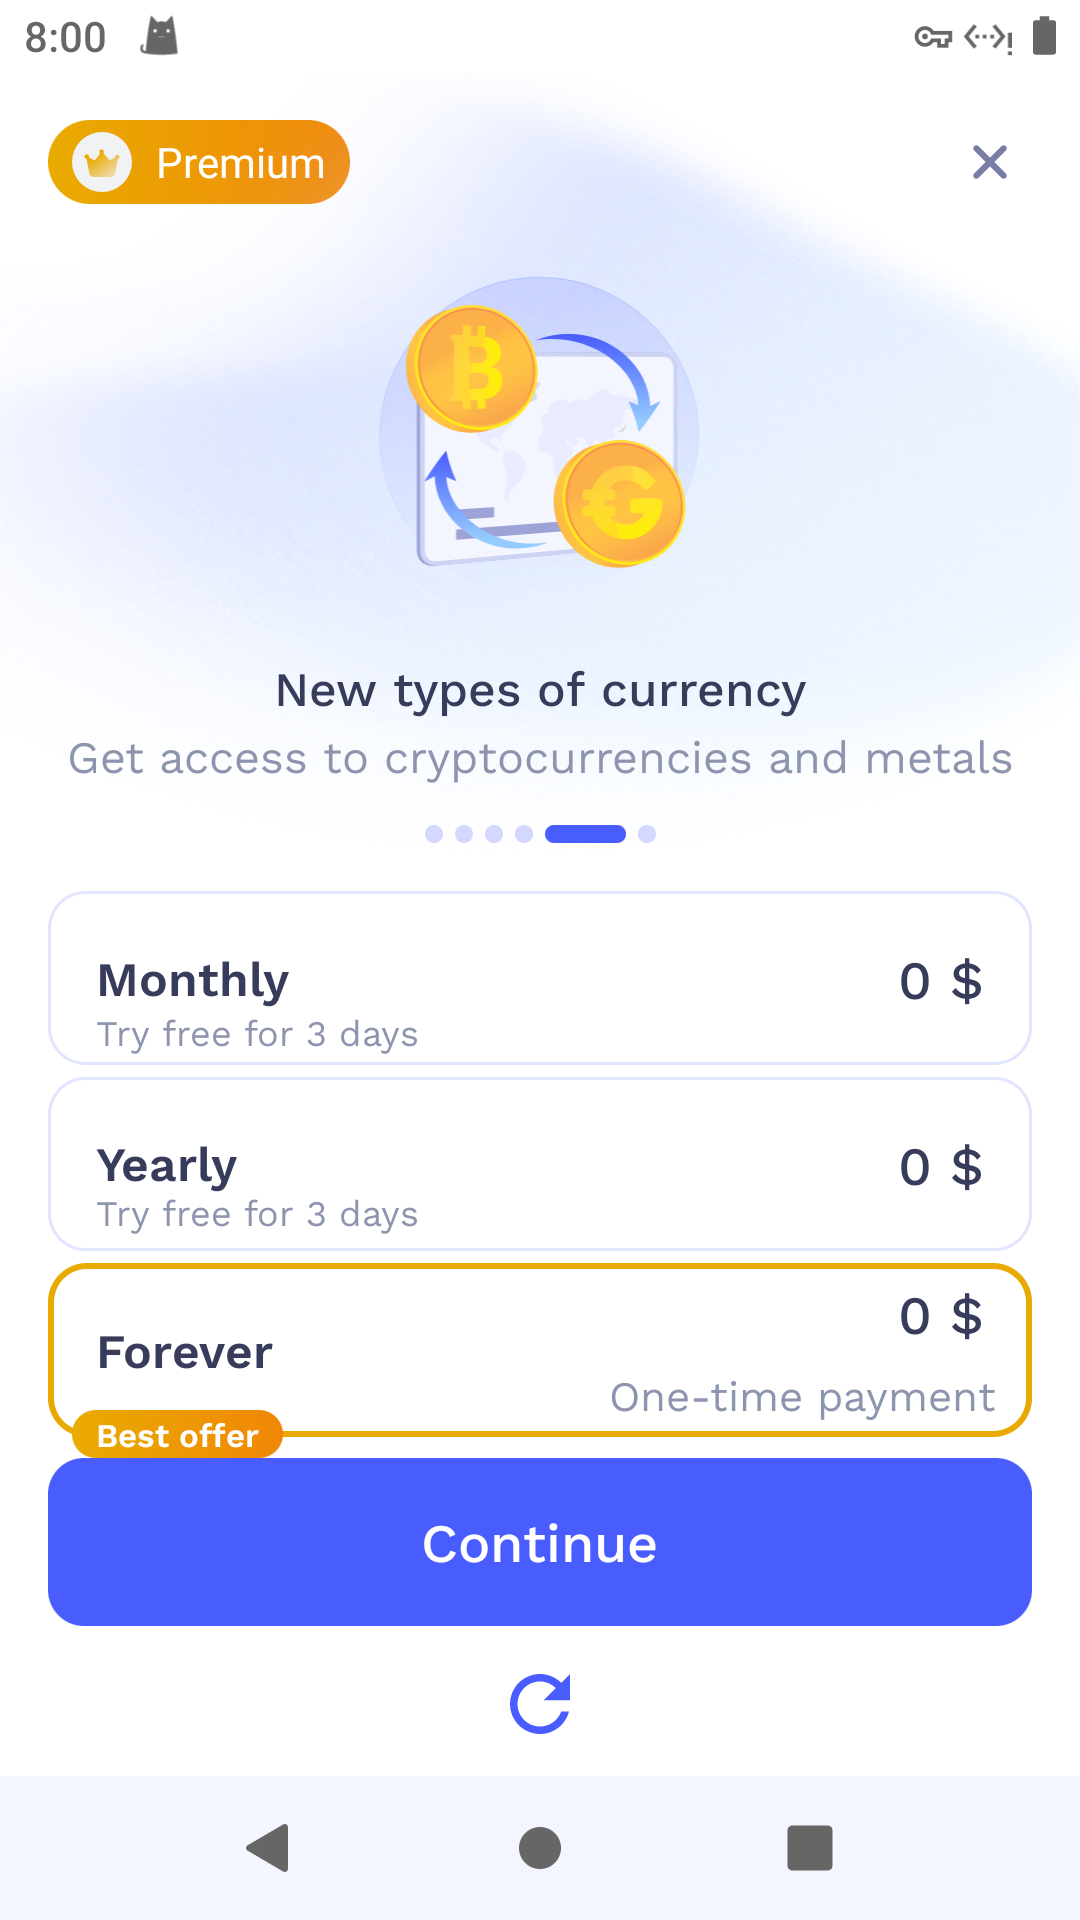 8:00
Premium
New types of currency
Get access to cryptocurrencies and metals
Monthly
0 $
Try free for 3 days
Yearly
0 $
Try free for 3 days
0 $
Forever
One-time payment
Best offer
Continue